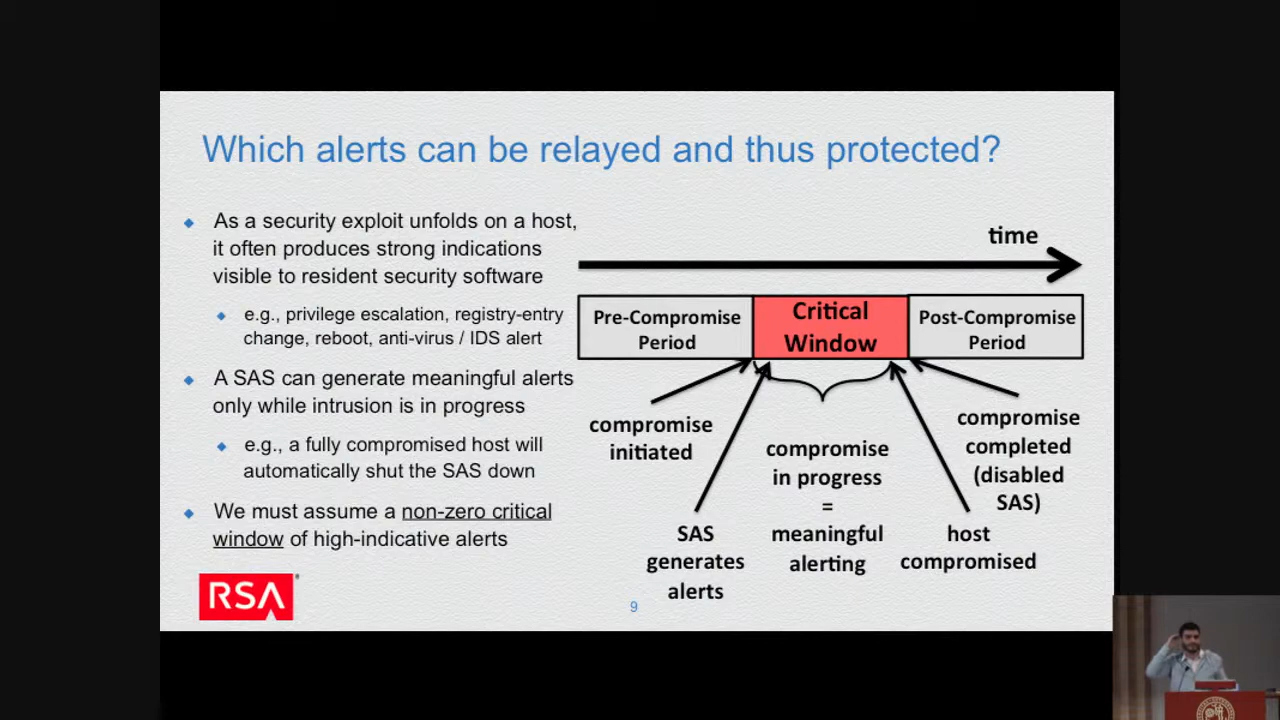 Which alerts can be relayed and thus protected?
As a security exploit unfolds on a host,
it often produces strong indications
visible to resident security software
e.g., privilege escalation, registry-entry
change, reboot, anti-virus / IDS alert
A SAS can generate meaningful alerts
only while intrusion is in progress
e.g., a fully compromised host will
automatically shut the SAS down
We must assume a non-zero critical
window of high-indicative alerts
time
Pre-Compromise
Period
Critical
Window
Post-Compromise
Period
compromise
initiated
SAS
generates
alerts
compromise
in progress
=
meaningful
alerting
host
compromised
compromise
completed
(disabled
SAS)
RSA
9